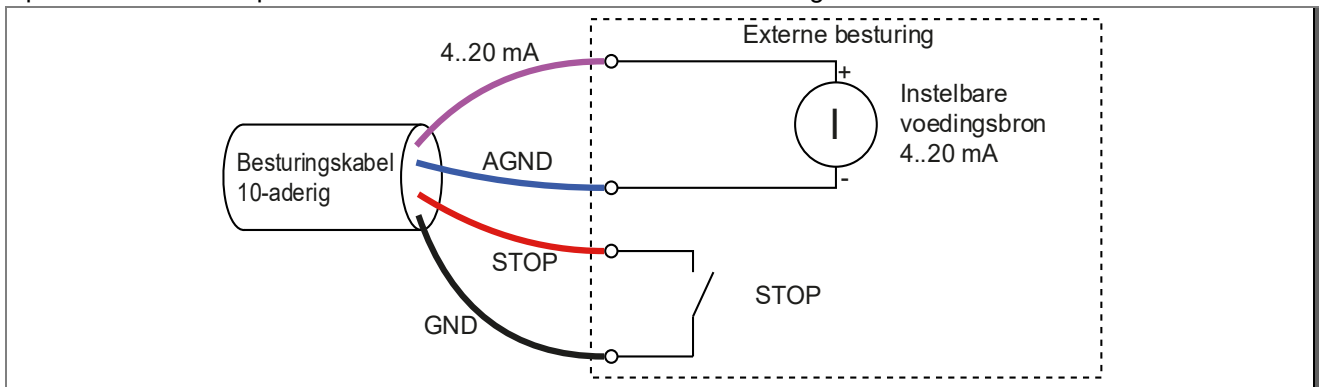 Externe besturing
4..20 mA
+
Instelbare
voedingsbron
4..20 mA
I
Besturingskabel
10-aderig
AGND
-
STOP
STOP
GND